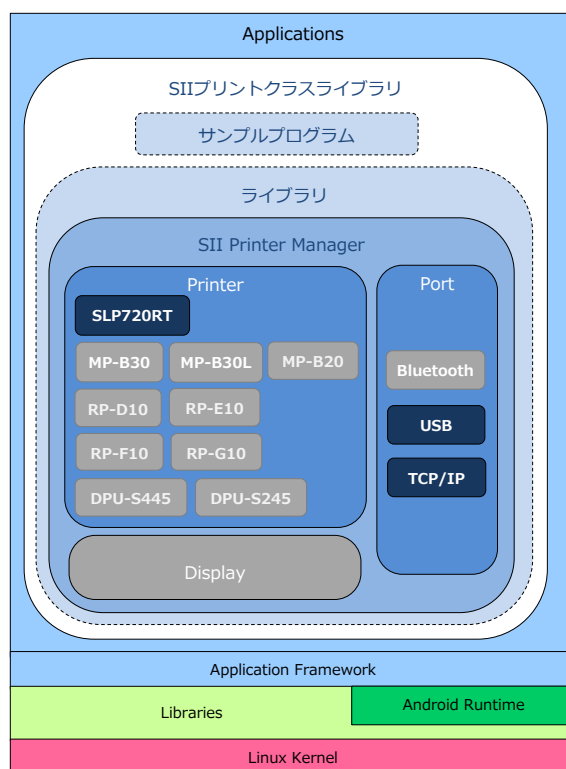 Applications
SIIプリントクラスライブラリ
サンプルプログラム
ライブラリ
SII Printer Manager
Printer
Port
SLP720RT
MP-B30
MP-B30L
MP-B20
Bluetooth
RP-D10
RP-E10
USB
RP-F10
RP-G10
TCP/IP
DPU-S445
DPU-S245
Display
Application Framework
Libraries
Android Runtime
Linux Kernel